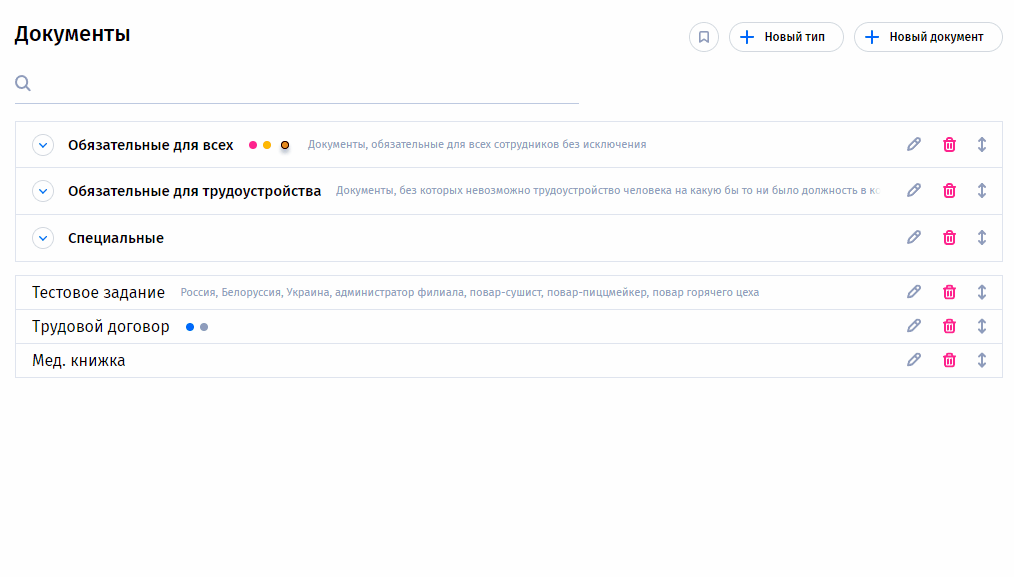 Документы
Новый тип
Новый документ
Обязательные для всех Документы, обязательные для всех сотрудников без исключения
Обязательные для трудоустройства Документы, без которых невозможно трудоустройство человека на какую бы то ни было должность в
Специальные
Тестовое задание Россия, Белоруссия, Украина, администратор филиала, повар-сушист, повар-пиццмейкер, повар горячего цеха
Трудовой договор
Мед. книжка